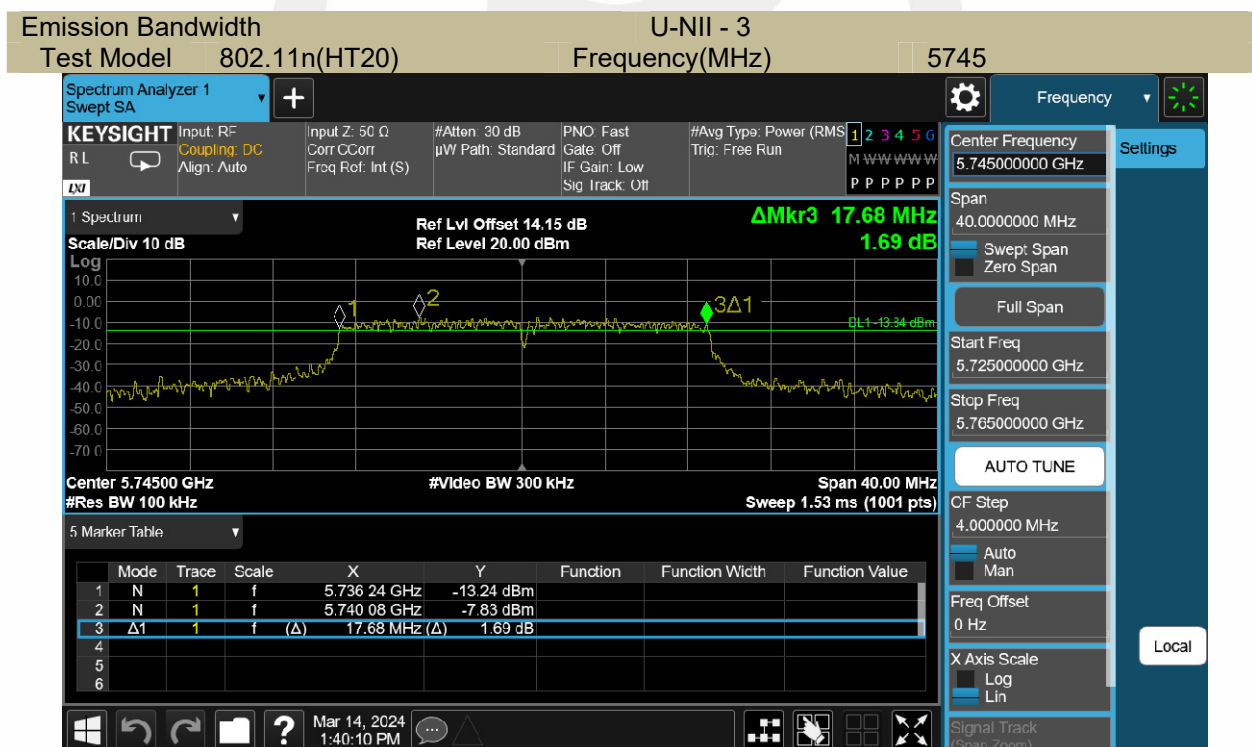 Emission Bandwidth U-NII - 3
Test Model 802.11n(HT20) Frequency(MHz) 5745
Spectrum Analyzer 1
Swept SA
Frequency
KEYSIGHT
R L
LXI
Input: RF
Coupling: DC
Align: Auto
Input Z: 50 Ω
Corr CCorr
Freq Ref: Int (S)
#Atten: 30 dB
µW Path: Standard
PNO: Fast
Gate: Off
IF Gain: Low
Sig Track: Off
#Avg Type: Power (RMS
Trig: Free Run
1 2 3 4 5 6
M W W W W W
P P P P P P
1 Spectrum
Scale/Div 10 dB
Ref Lvl Offset 14.15 dB
Ref Level 20.00 dBm
ΔMkr3 17.68 MHz
1.69 dB
Log
10.0
0.00
-10.0
-20.0
-30.0
-40.0
-50.0
-60.0
-70.0
1
2
3Δ1
DL1 -13.84 dBm
Center 5.74500 GHz #Video BW 300 kHz Span 40.00 MHz
#Res BW 100 kHz Sweep 1.53 ms (1001 pts)
5 Marker Table
Mode Trace Scale X Y Function Function Width Function Value
1 N 1 f 5.736 24 GHz -13.24 dBm
2 N 1 f 5.740 08 GHz -7.83 dBm
3 Δ1 1 f (Δ) 17.68 MHz (Δ) 1.69 dB
4
5
6
Mar 14, 2024
1:40:10 PM
Center Frequency
5.745000000 GHz
Settings
Span
40.0000000 MHz
Swept Span
Zero Span
Full Span
Start Freq
5.725000000 GHz
Stop Freq
5.765000000 GHz
AUTO TUNE
CF Step
4.000000 MHz
Auto
Man
Freq Offset
0 Hz
Local
X Axis Scale
Log
Lin
Signal Track
(Span Zoom)